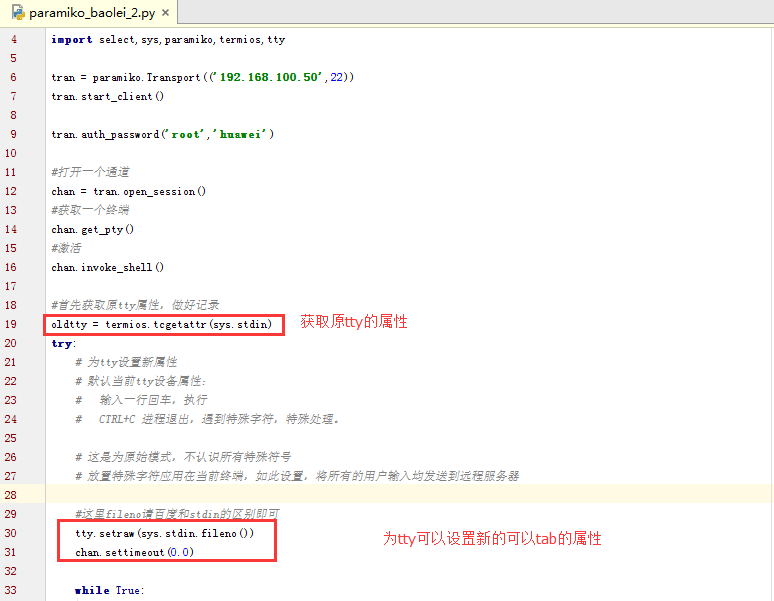 paramiko_baolei_2.py ×
4 import select,sys,paramiko,termios,tty
5
6 tran = paramiko.Transport(('192.168.100.50',22))
7 tran.start_client()
8
9 tran.auth_password('root','huawei')
10
11 #打开一个通道
12 chan = tran.open_session()
13 #获取一个终端
14 chan.get_pty()
15 #激活
16 chan.invoke_shell()
17
18 #首先获取原tty属性，做好记录
19 oldtty = termios.tcgetattr(sys.stdin) 获取原tty的属性
20 try:
21 # 为tty设置新属性
22 # 默认当前tty设备属性：
23 # 输入一行回车，执行
24 # CTRL+C 进程退出，遇到特殊字符，特殊处理。
25
26 # 这是为原始模式，不认识所有特殊符号
27 # 放置特殊字符应用在当前终端，如此设置，将所有的用户输入均发送到远程服务器
28
29 #这里fileno请百度和stdin的区别即可
30 tty.setraw(sys.stdin.fileno())
31 chan.settimeout(0.0) 为tty可以设置新的可以tab的属性
32
33 while True: